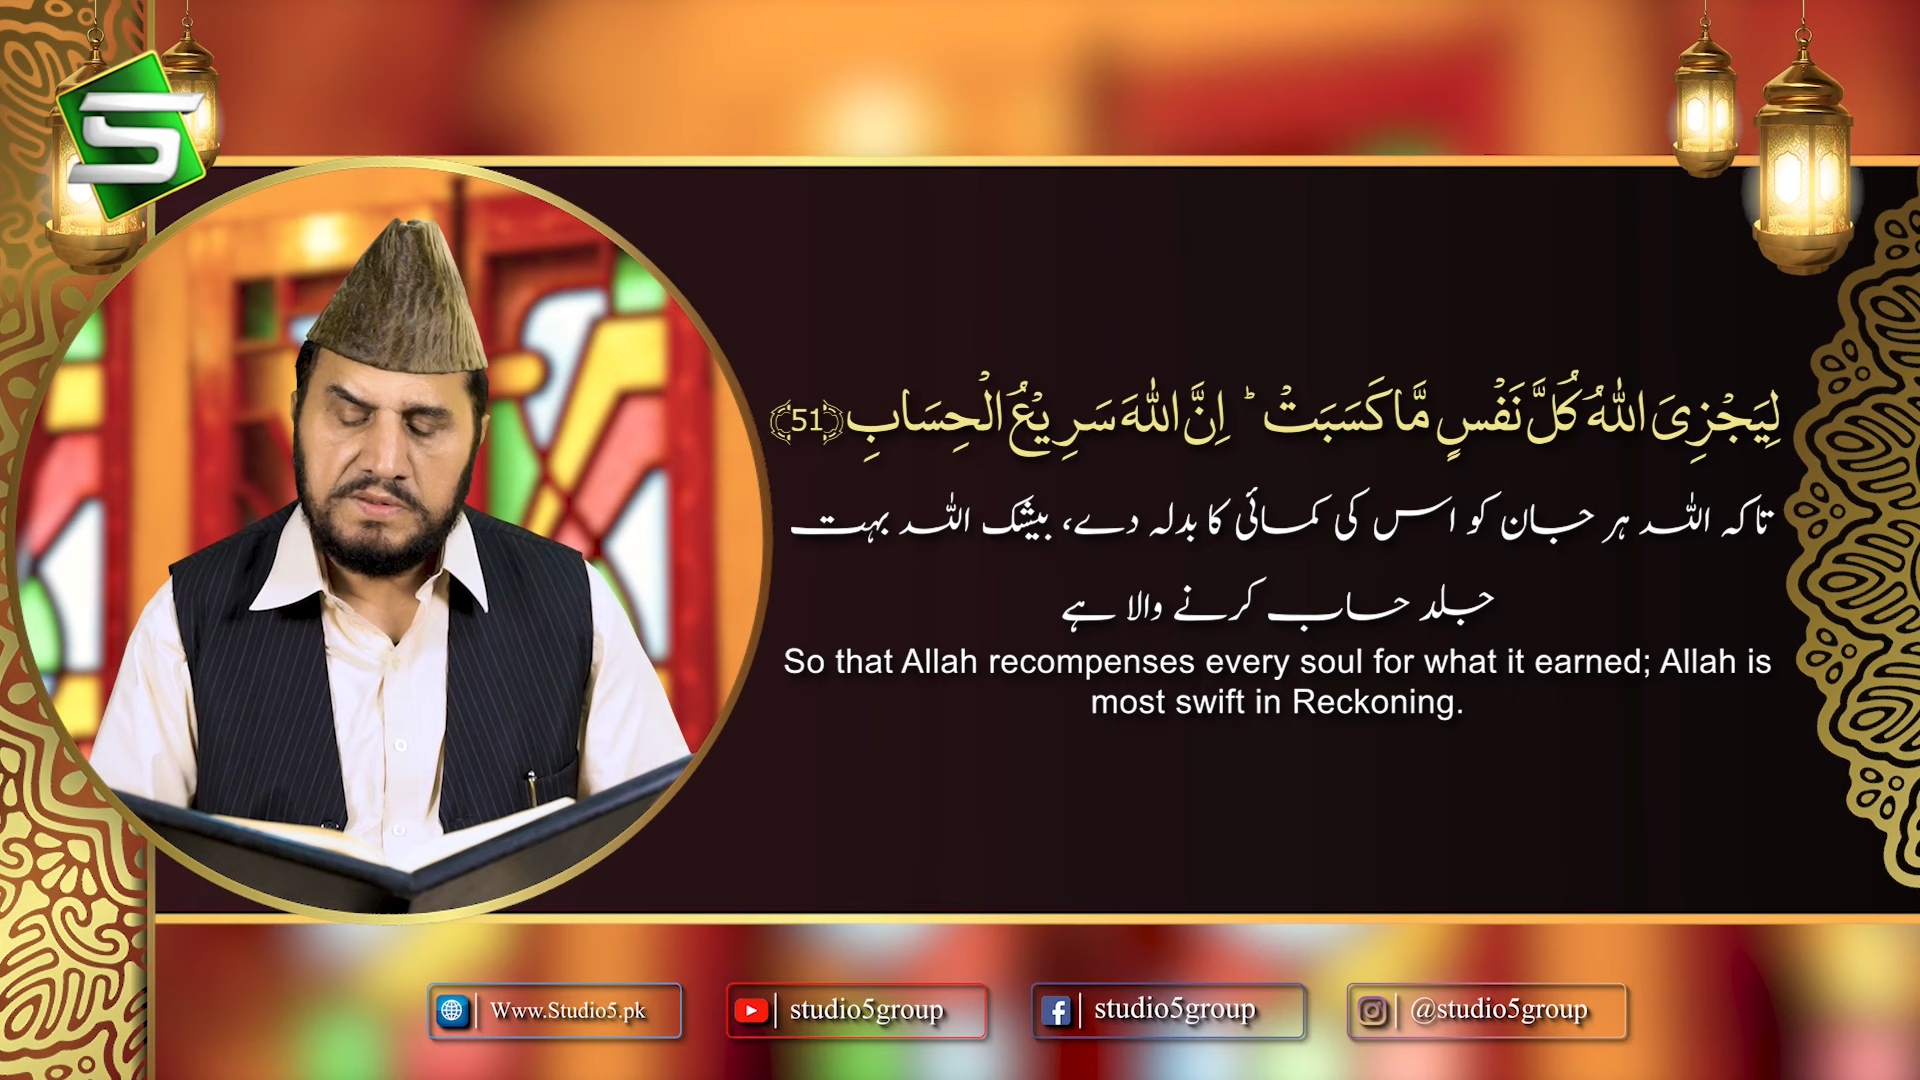 لِيَجْزِىَ اللّٰهُ كُلَّ نَفْسٍ مَّا كَسَبَتْ ؕ اِنَّ اللّٰهَ سَرِيْعُ الْحِسَابِ ﴿51﴾
تاکہ اللہ ہر جان کو اس کی کمائی کا بدلہ دے، بیشک اللہ بہت
جلد حساب کرنے والا ہے
So that Allah recompenses every soul for what it earned; Allah is
most swift in Reckoning.
Www.Studio5.pk
studio5group
studio5group
@studio5group